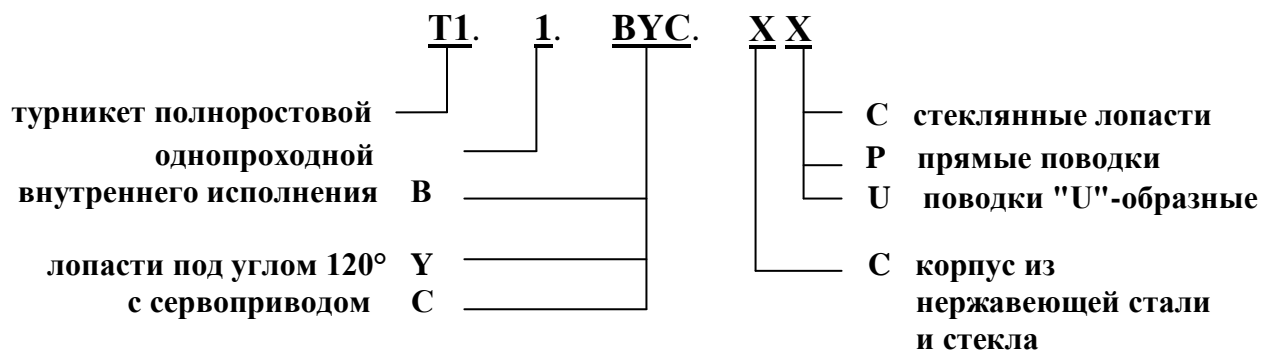 Т1. 1. ВYС. Х Х
турникет полноростовой
однопроходной
внутреннего исполнения В
лопасти под углом 120° Y
с сервоприводом С
С стеклянные лопасти
Р прямые поводки
U поводки "U"-образные
С корпус из
нержавеющей стали
и стекла